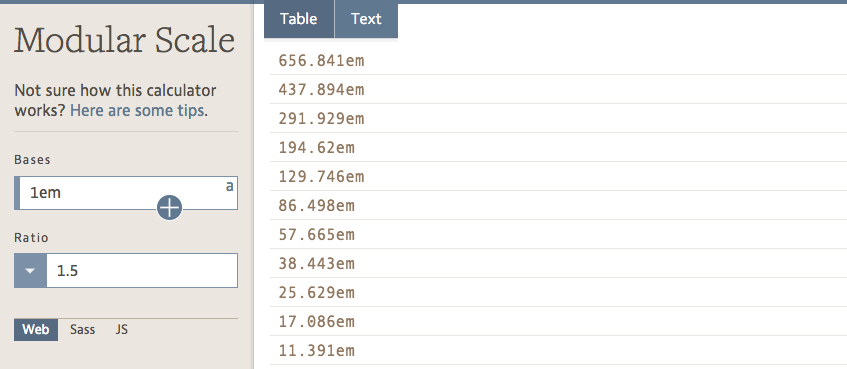 Modular Scale
Not sure how this calculator
works? Here are some tips.
Bases
1em
a
Ratio
1.5
Web
Sass
JS
Table
Text
656.841em
437.894em
291.929em
194.62em
129.746em
86.498em
57.665em
38.443em
25.629em
17.086em
11.391em